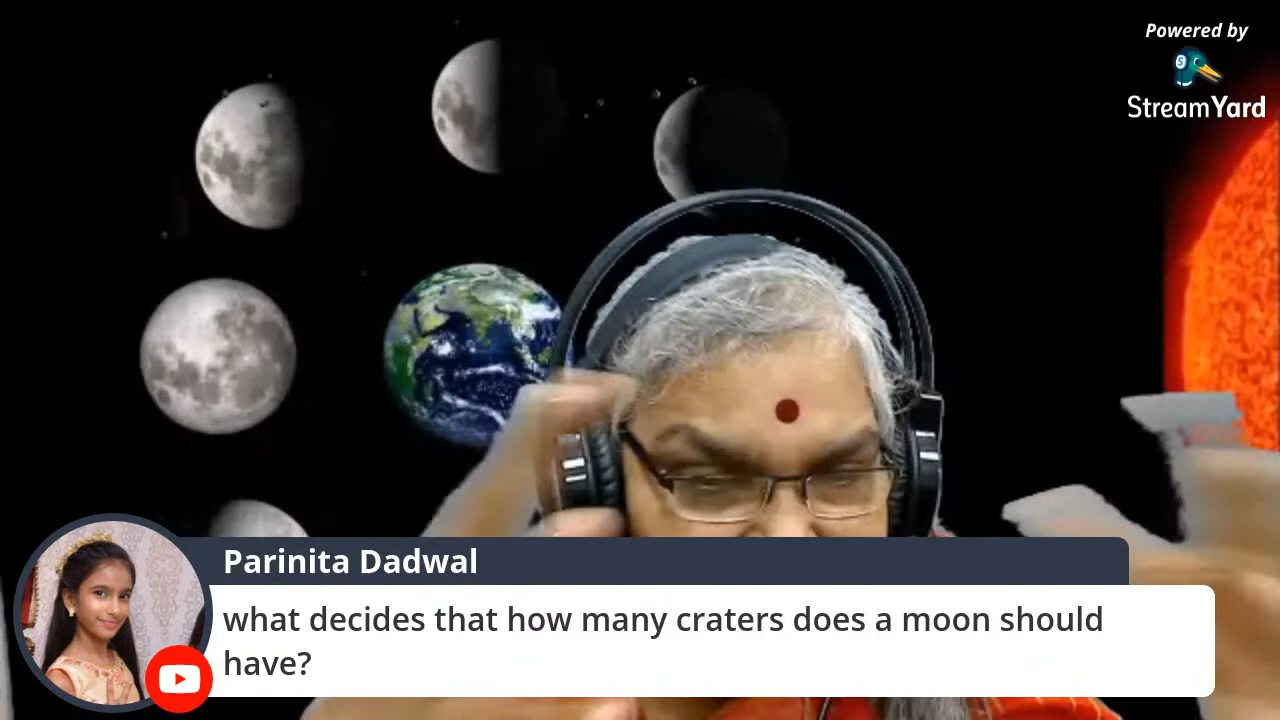 Powered by
StreamYard
Parinita Dadwal
what decides that how many craters does a moon should
have?